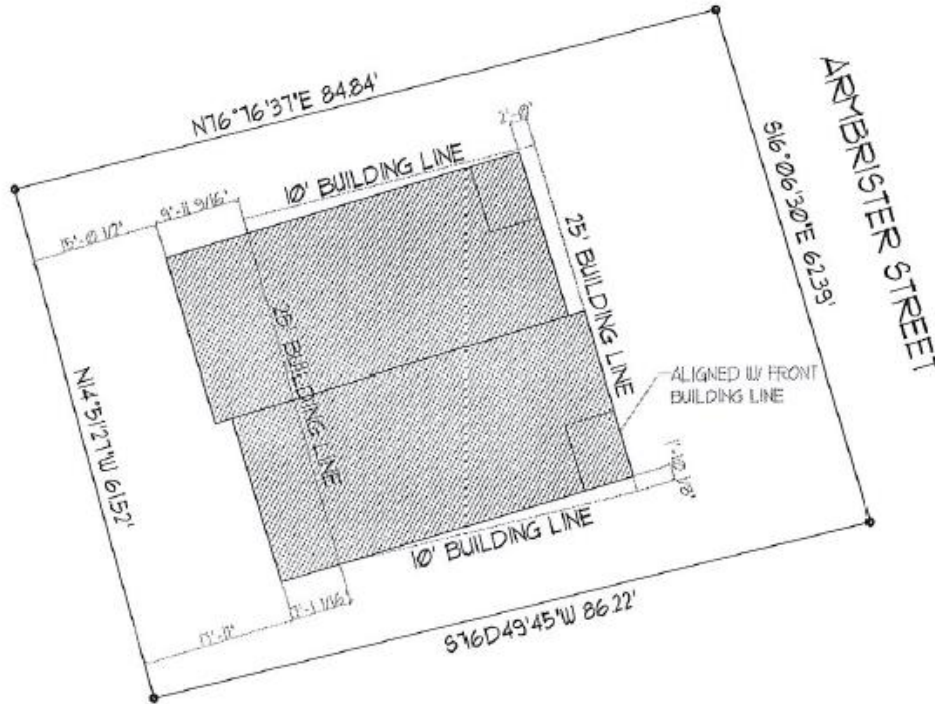 N76°76'37"E 84.84'
ARMBRISTER STREET
2'-0"
10' BUILDING LINE
9'-11 9/16"
15'-0 1/2"
S16°06'30"E 62.39'
25' BUILDING LINE
25' BUILDING LINE
ALIGNED W/ FRONT
BUILDING LINE
N14°51'27"W 61.52'
1'-10 1/8"
10' BUILDING LINE
S76D49'45"W 86.22'